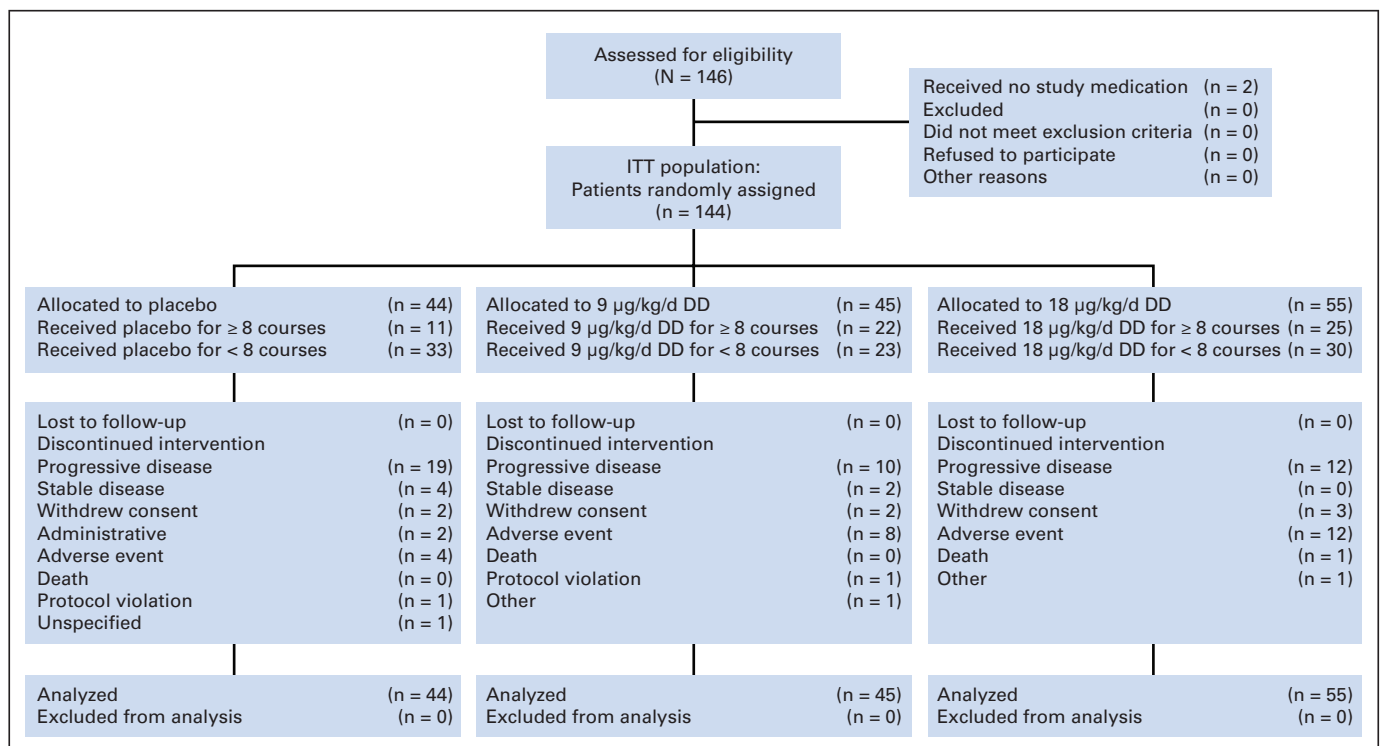 Assessed for eligibility
(N = 146)
Received no study medication (n = 2)
Excluded (n = 0)
Did not meet exclusion criteria (n = 0)
Refused to participate (n = 0)
Other reasons (n = 0)
ITT population:
Patients randomly assigned
(n = 144)
Allocated to placebo (n = 44)
Received placebo for ≥ 8 courses (n = 11)
Received placebo for < 8 courses (n = 33)
Allocated to 9 µg/kg/d DD (n = 45)
Received 9 µg/kg/d DD for ≥ 8 courses (n = 22)
Received 9 µg/kg/d DD for < 8 courses (n = 23)
Allocated to 18 µg/kg/d DD (n = 55)
Received 18 µg/kg/d DD for ≥ 8 courses (n = 25)
Received 18 µg/kg/d DD for < 8 courses (n = 30)
Lost to follow-up (n = 0)
Discontinued intervention
Progressive disease (n = 19)
Stable disease (n = 4)
Withdrew consent (n = 2)
Administrative (n = 2)
Adverse event (n = 4)
Death (n = 0)
Protocol violation (n = 1)
Unspecified (n = 1)
Lost to follow-up (n = 0)
Discontinued intervention
Progressive disease (n = 10)
Stable disease (n = 2)
Withdrew consent (n = 2)
Adverse event (n = 8)
Death (n = 0)
Protocol violation (n = 1)
Other (n = 1)
Lost to follow-up (n = 0)
Discontinued intervention
Progressive disease (n = 12)
Stable disease (n = 0)
Withdrew consent (n = 3)
Adverse event (n = 12)
Death (n = 1)
Other (n = 1)
Analyzed (n = 44)
Excluded from analysis (n = 0)
Analyzed (n = 45)
Excluded from analysis (n = 0)
Analyzed (n = 55)
Excluded from analysis (n = 0)